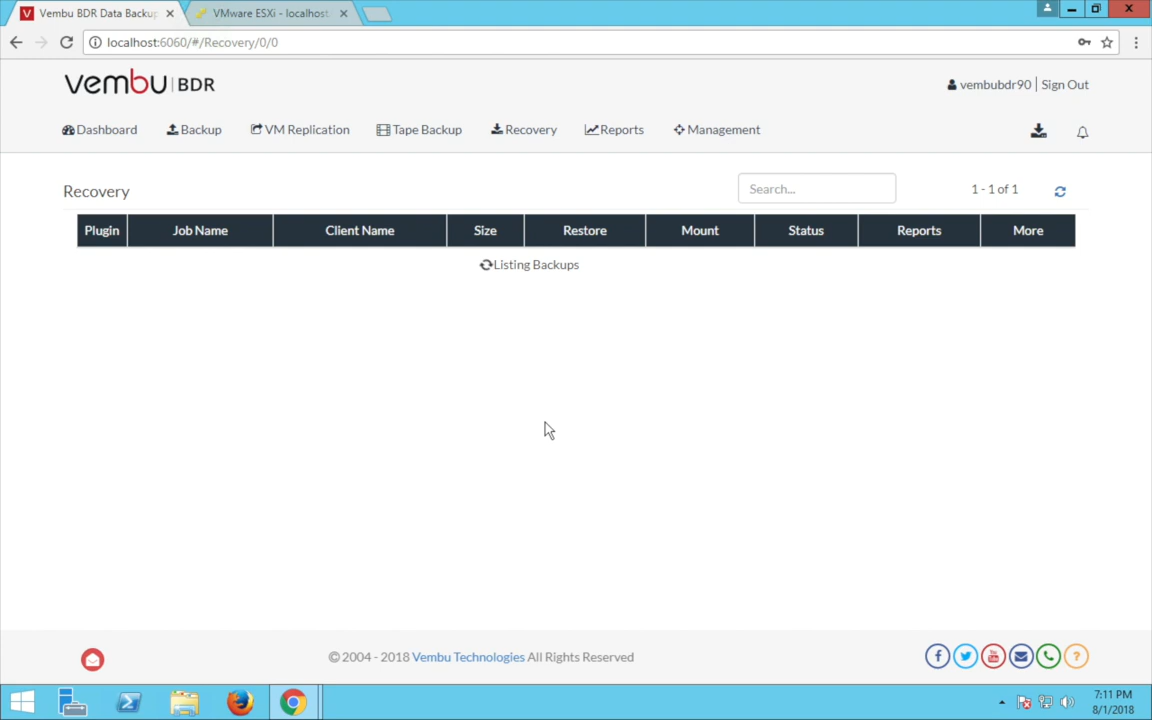 Vembu BDR Data Backup
VMware ESXi - localhost.
localhost:6060/#/Recovery/0/0
vembu BDR
vembubdr90 Sign Out
Dashboard Backup VM Replication Tape Backup Recovery Reports Management
Recovery Search... 1 - 1 of 1
Plugin Job Name Client Name Size Restore Mount Status Reports More
Listing Backups
© 2004 - 2018 Vembu Technologies All Rights Reserved
7:11 PM
8/1/2018